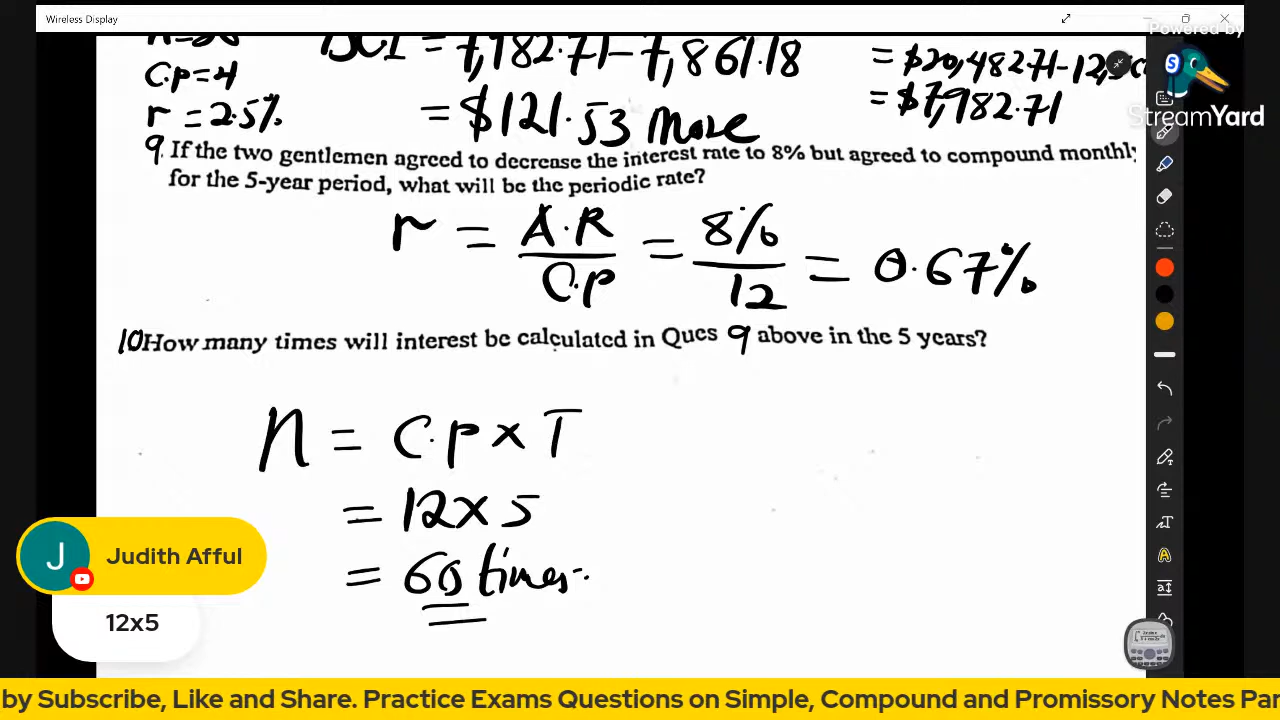 Wireless Display
Powered by
StreamYard
= 7,982.71 - 7,861.18
= $20,482.71 - 12,
C.p = 4
= $7,982.71
r = 2.5%
= $121.53 more
9. If the two gentlemen agreed to decrease the interest rate to 8% but agreed to compound monthly
for the 5-year period, what will be the periodic rate?
r = A.R / C.P = 8% / 12 = 0.67%
10 How many times will interest be calculated in Ques 9 above in the 5 years?
n = C.P x T
= 12 x 5
= 60 times.
J Judith Afful
12x5
by Subscribe, Like and Share. Practice Exams Questions on Simple, Compound and Promissory Notes Par